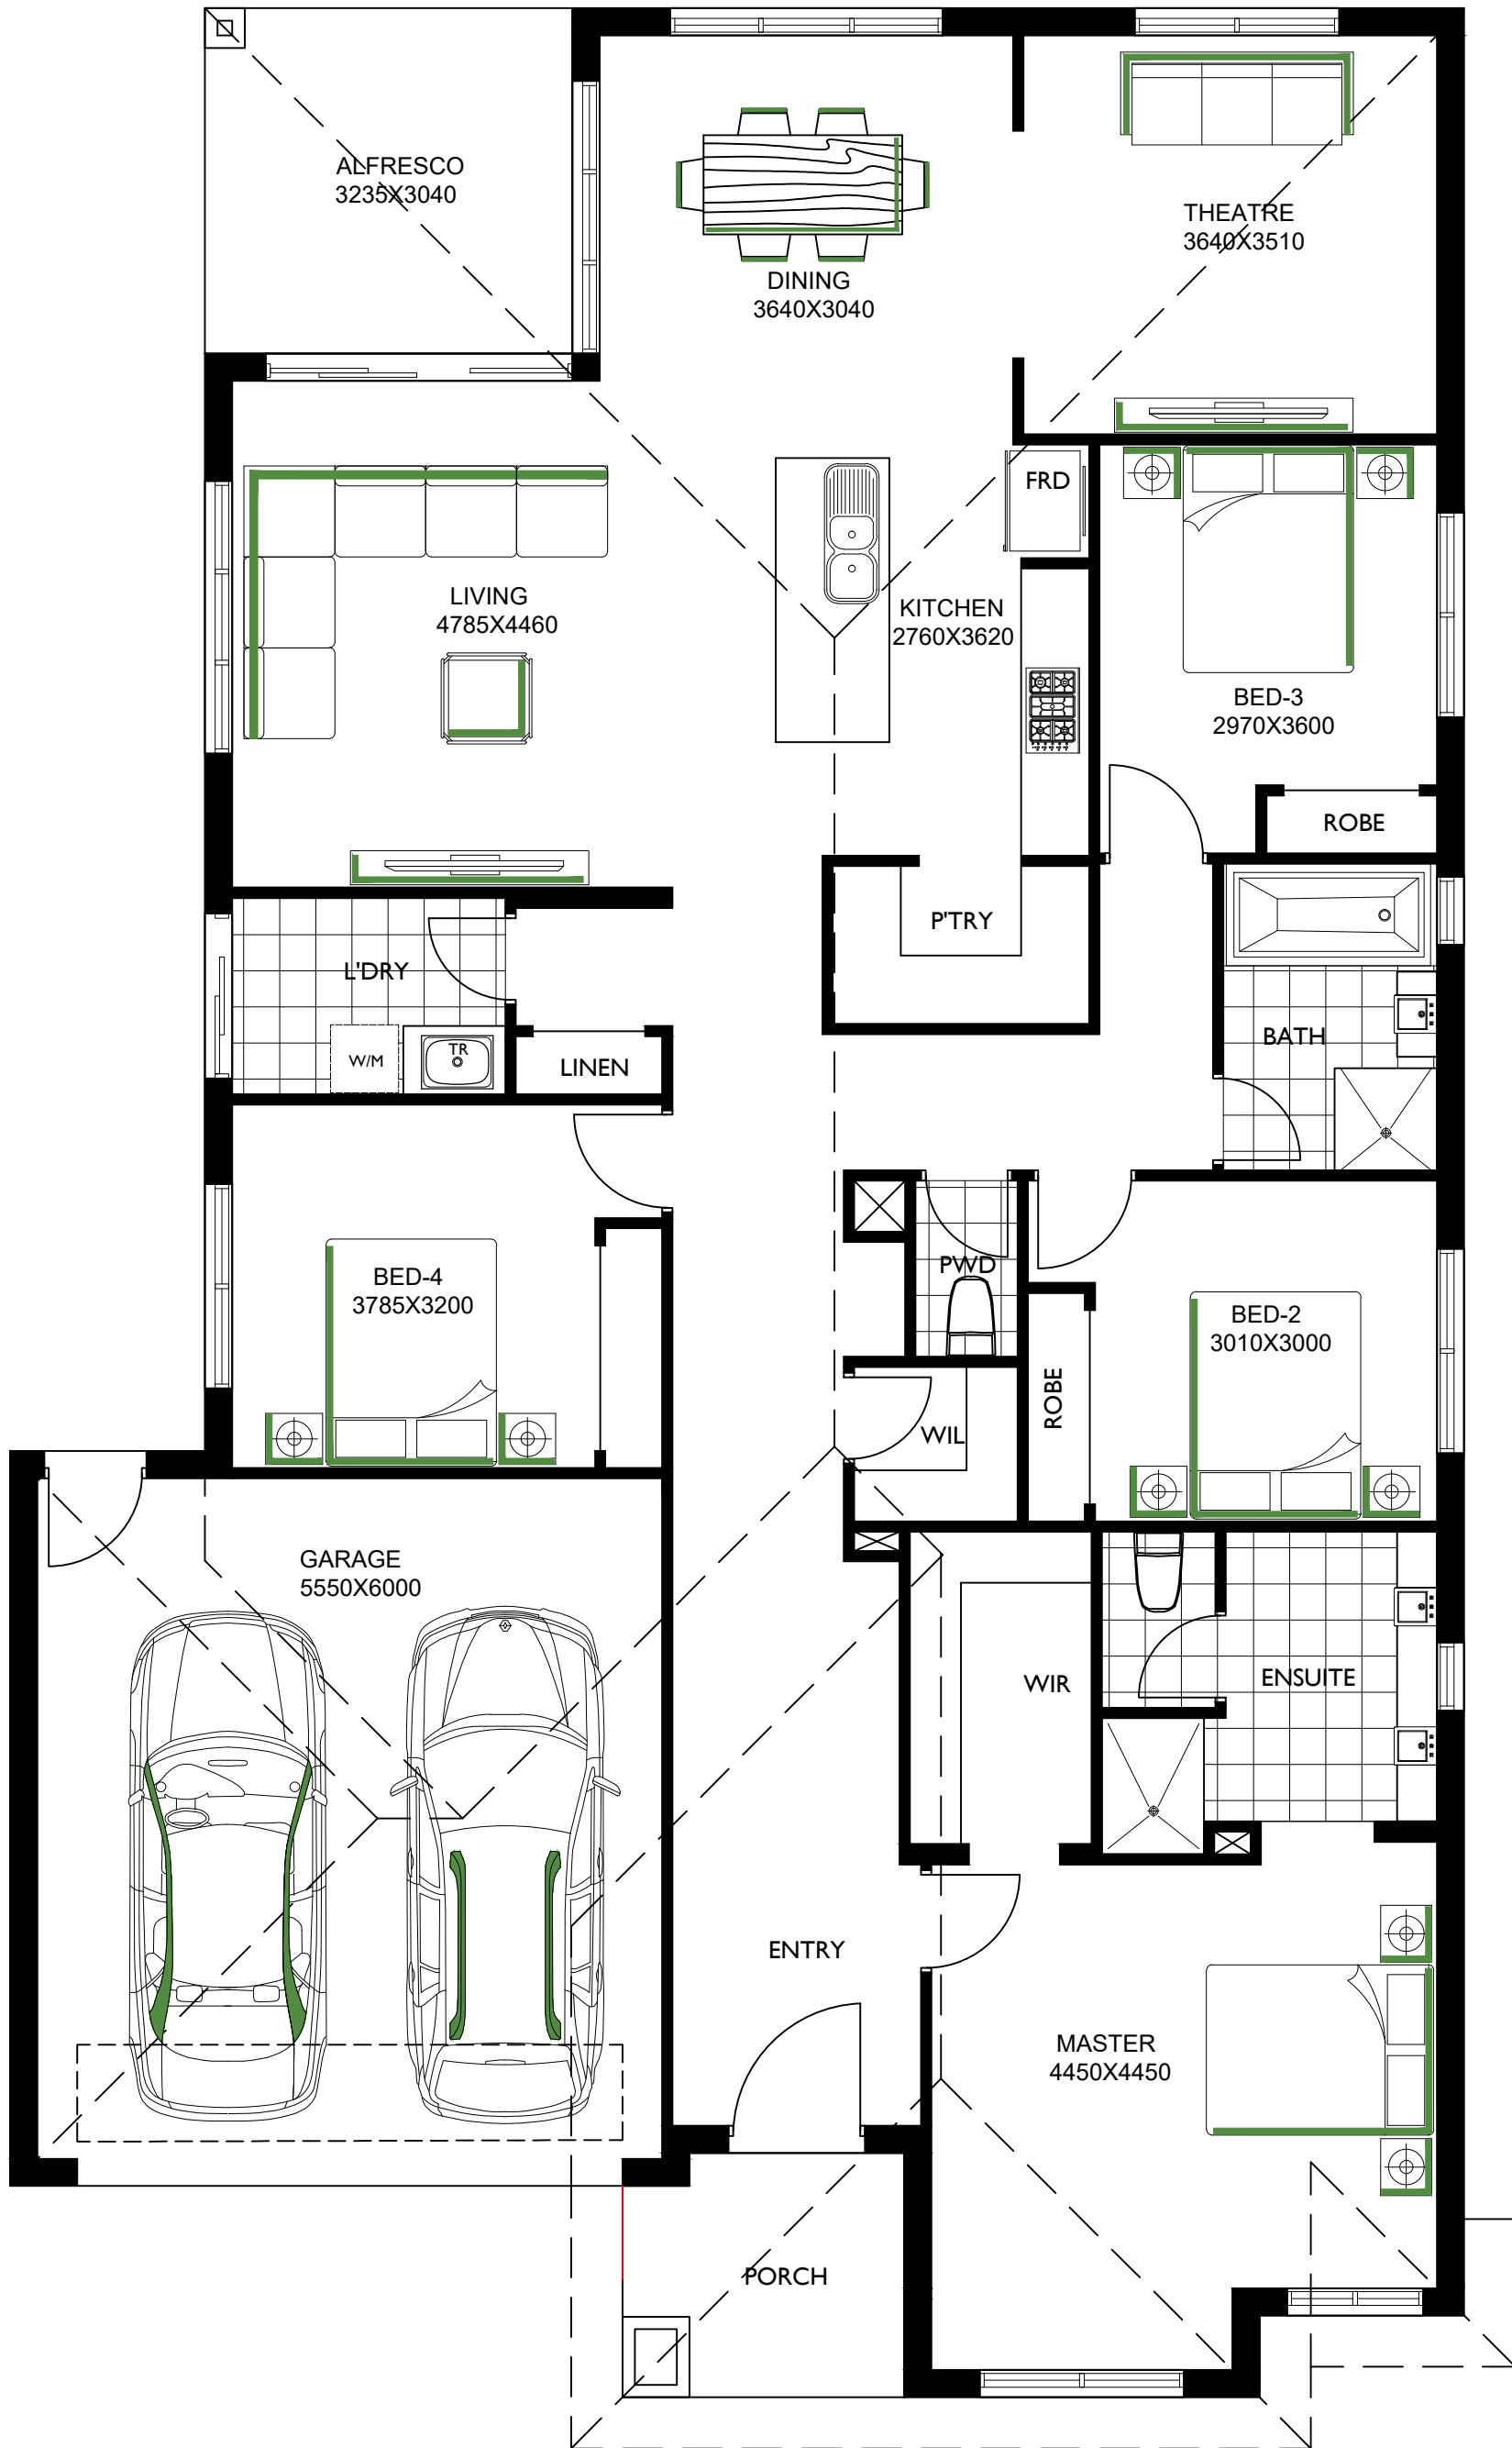 ALFRESCO
3235X3040
THEATRE
3640X3510
DINING
3640X3040
FRD
LIVING
4785X4460
KITCHEN
2760X3620
BED-3
2970X3600
ROBE
P'TRY
L'DRY
BATH
W/M
TR
LINEN
PWD
BED-4
3785X3200
BED-2
3010X3000
ROBE
WIL
GARAGE
5550X6000
WIR
ENSUITE
ENTRY
MASTER
4450X4450
PORCH